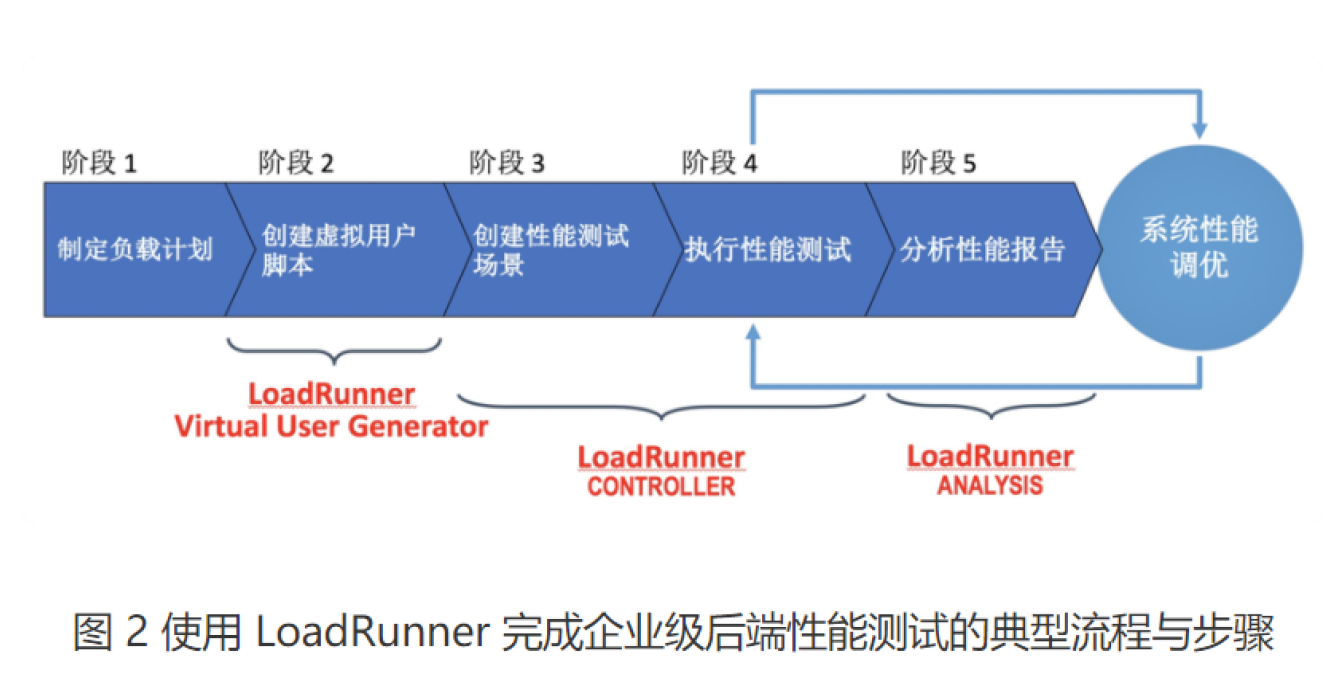 阶段 1
阶段 2
阶段 3
阶段 4
阶段 5
制定负载计划
创建虚拟用户
脚本
创建性能测试
场景
执行性能测试
分析性能报告
系统性能
调优
LoadRunner
Virtual User Generator
LoadRunner
CONTROLLER
LoadRunner
ANALYSIS
图 2 使用 LoadRunner 完成企业级后端性能测试的典型流程与步骤